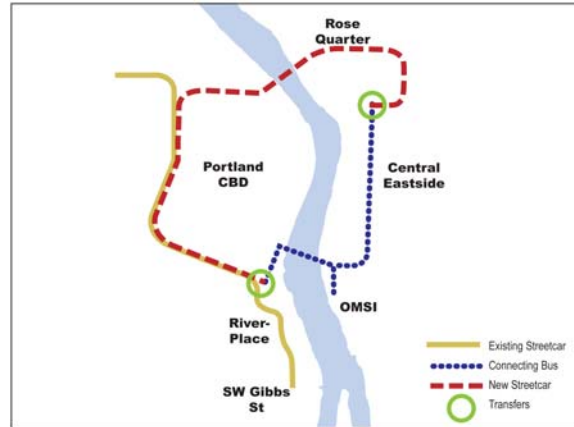 Rose
Quarter
Portland
CBD
Central
Eastside
OMSI
River-
Place
SW Gibbs
St
Existing Streetcar
Connecting Bus
New Streetcar
Transfers